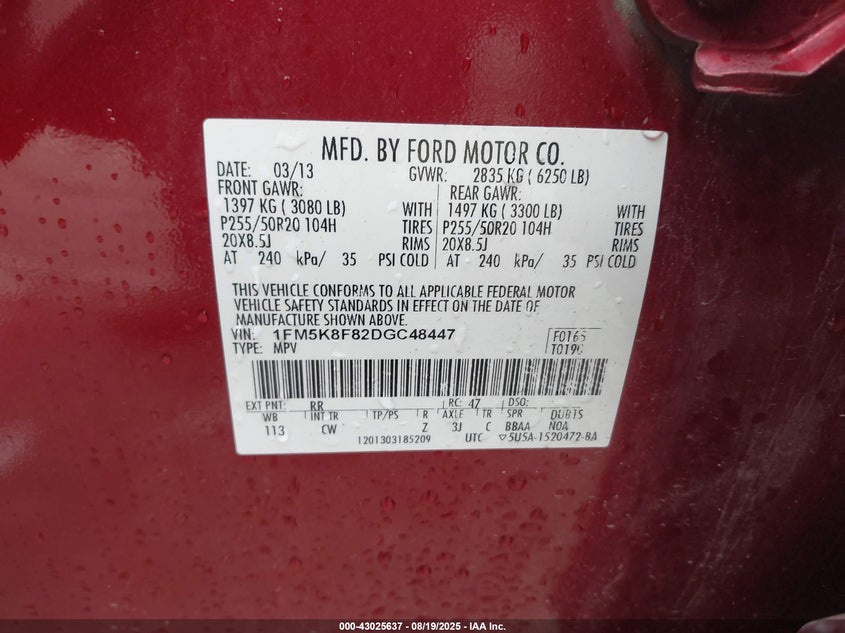 MFD. BY FORD MOTOR CO.
DATE: 03/13 GVWR: 2835 KG ( 6250 LB)
FRONT GAWR: REAR GAWR:
1397 KG ( 3080 LB) WITH 1497 KG ( 3300 LB) WITH
P255/50R20 104H TIRES P255/50R20 104H TIRES
20X8.5J RIMS 20X8.5J RIMS
AT 240 kPa/ 35 PSI COLD AT 240 kPa/ 35 PSI COLD
THIS VEHICLE CONFORMS TO ALL APPLICABLE FEDERAL MOTOR
VEHICLE SAFETY STANDARDS IN EFFECT ON THE DATE OF
MANUFACTURE SHOWN ABOVE.
VIN: 1FM5K8F82DGC48447 F0165
TYPE: MPV T0190
EXT PNT: RR RC: 47 DSO:
WB INT TR TP/PS R AXLE TR SPR
113 CW Z 3J C BBAA NOA
1201303185209 UTC ▽5U5A-1520472-BA
000-43025637 - 08/19/2025 - IAA Inc.